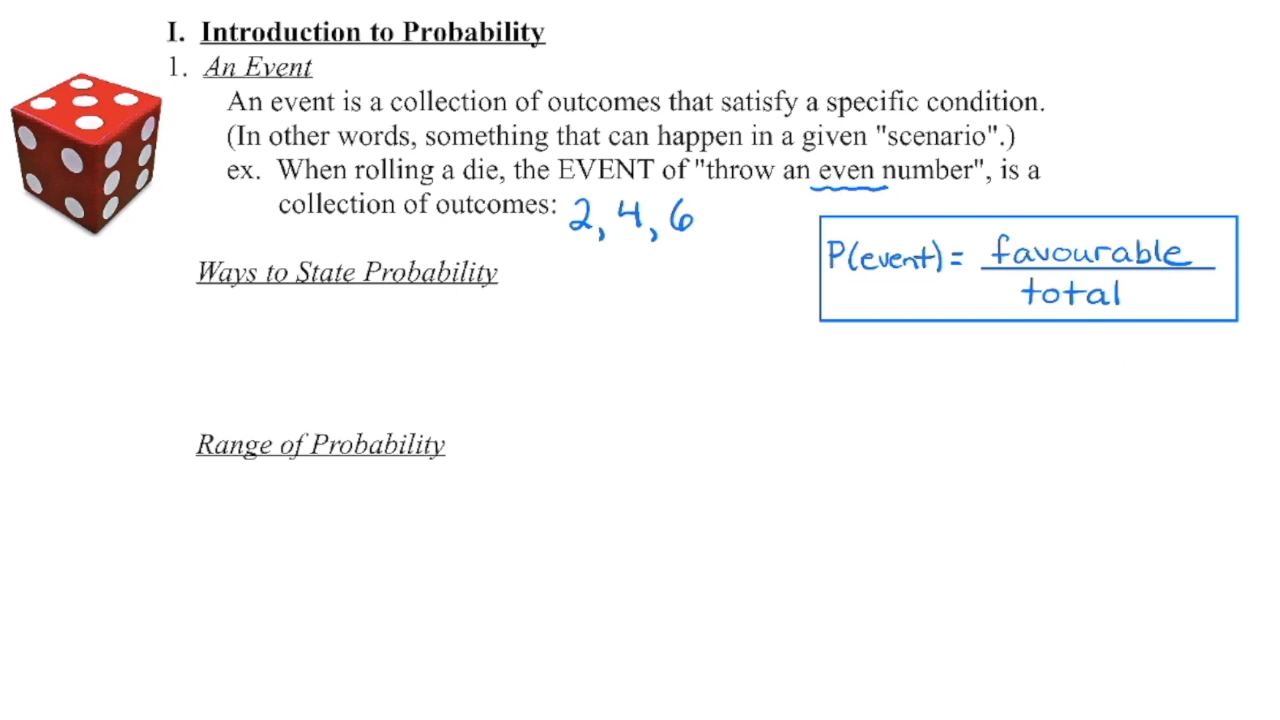 I. Introduction to Probability
1. An Event
An event is a collection of outcomes that satisfy a specific condition.
(In other words, something that can happen in a given "scenario".)
ex. When rolling a die, the EVENT of "throw an even number", is a
collection of outcomes: 2, 4, 6
P(event) = favourable
total
Ways to State Probability
Range of Probability